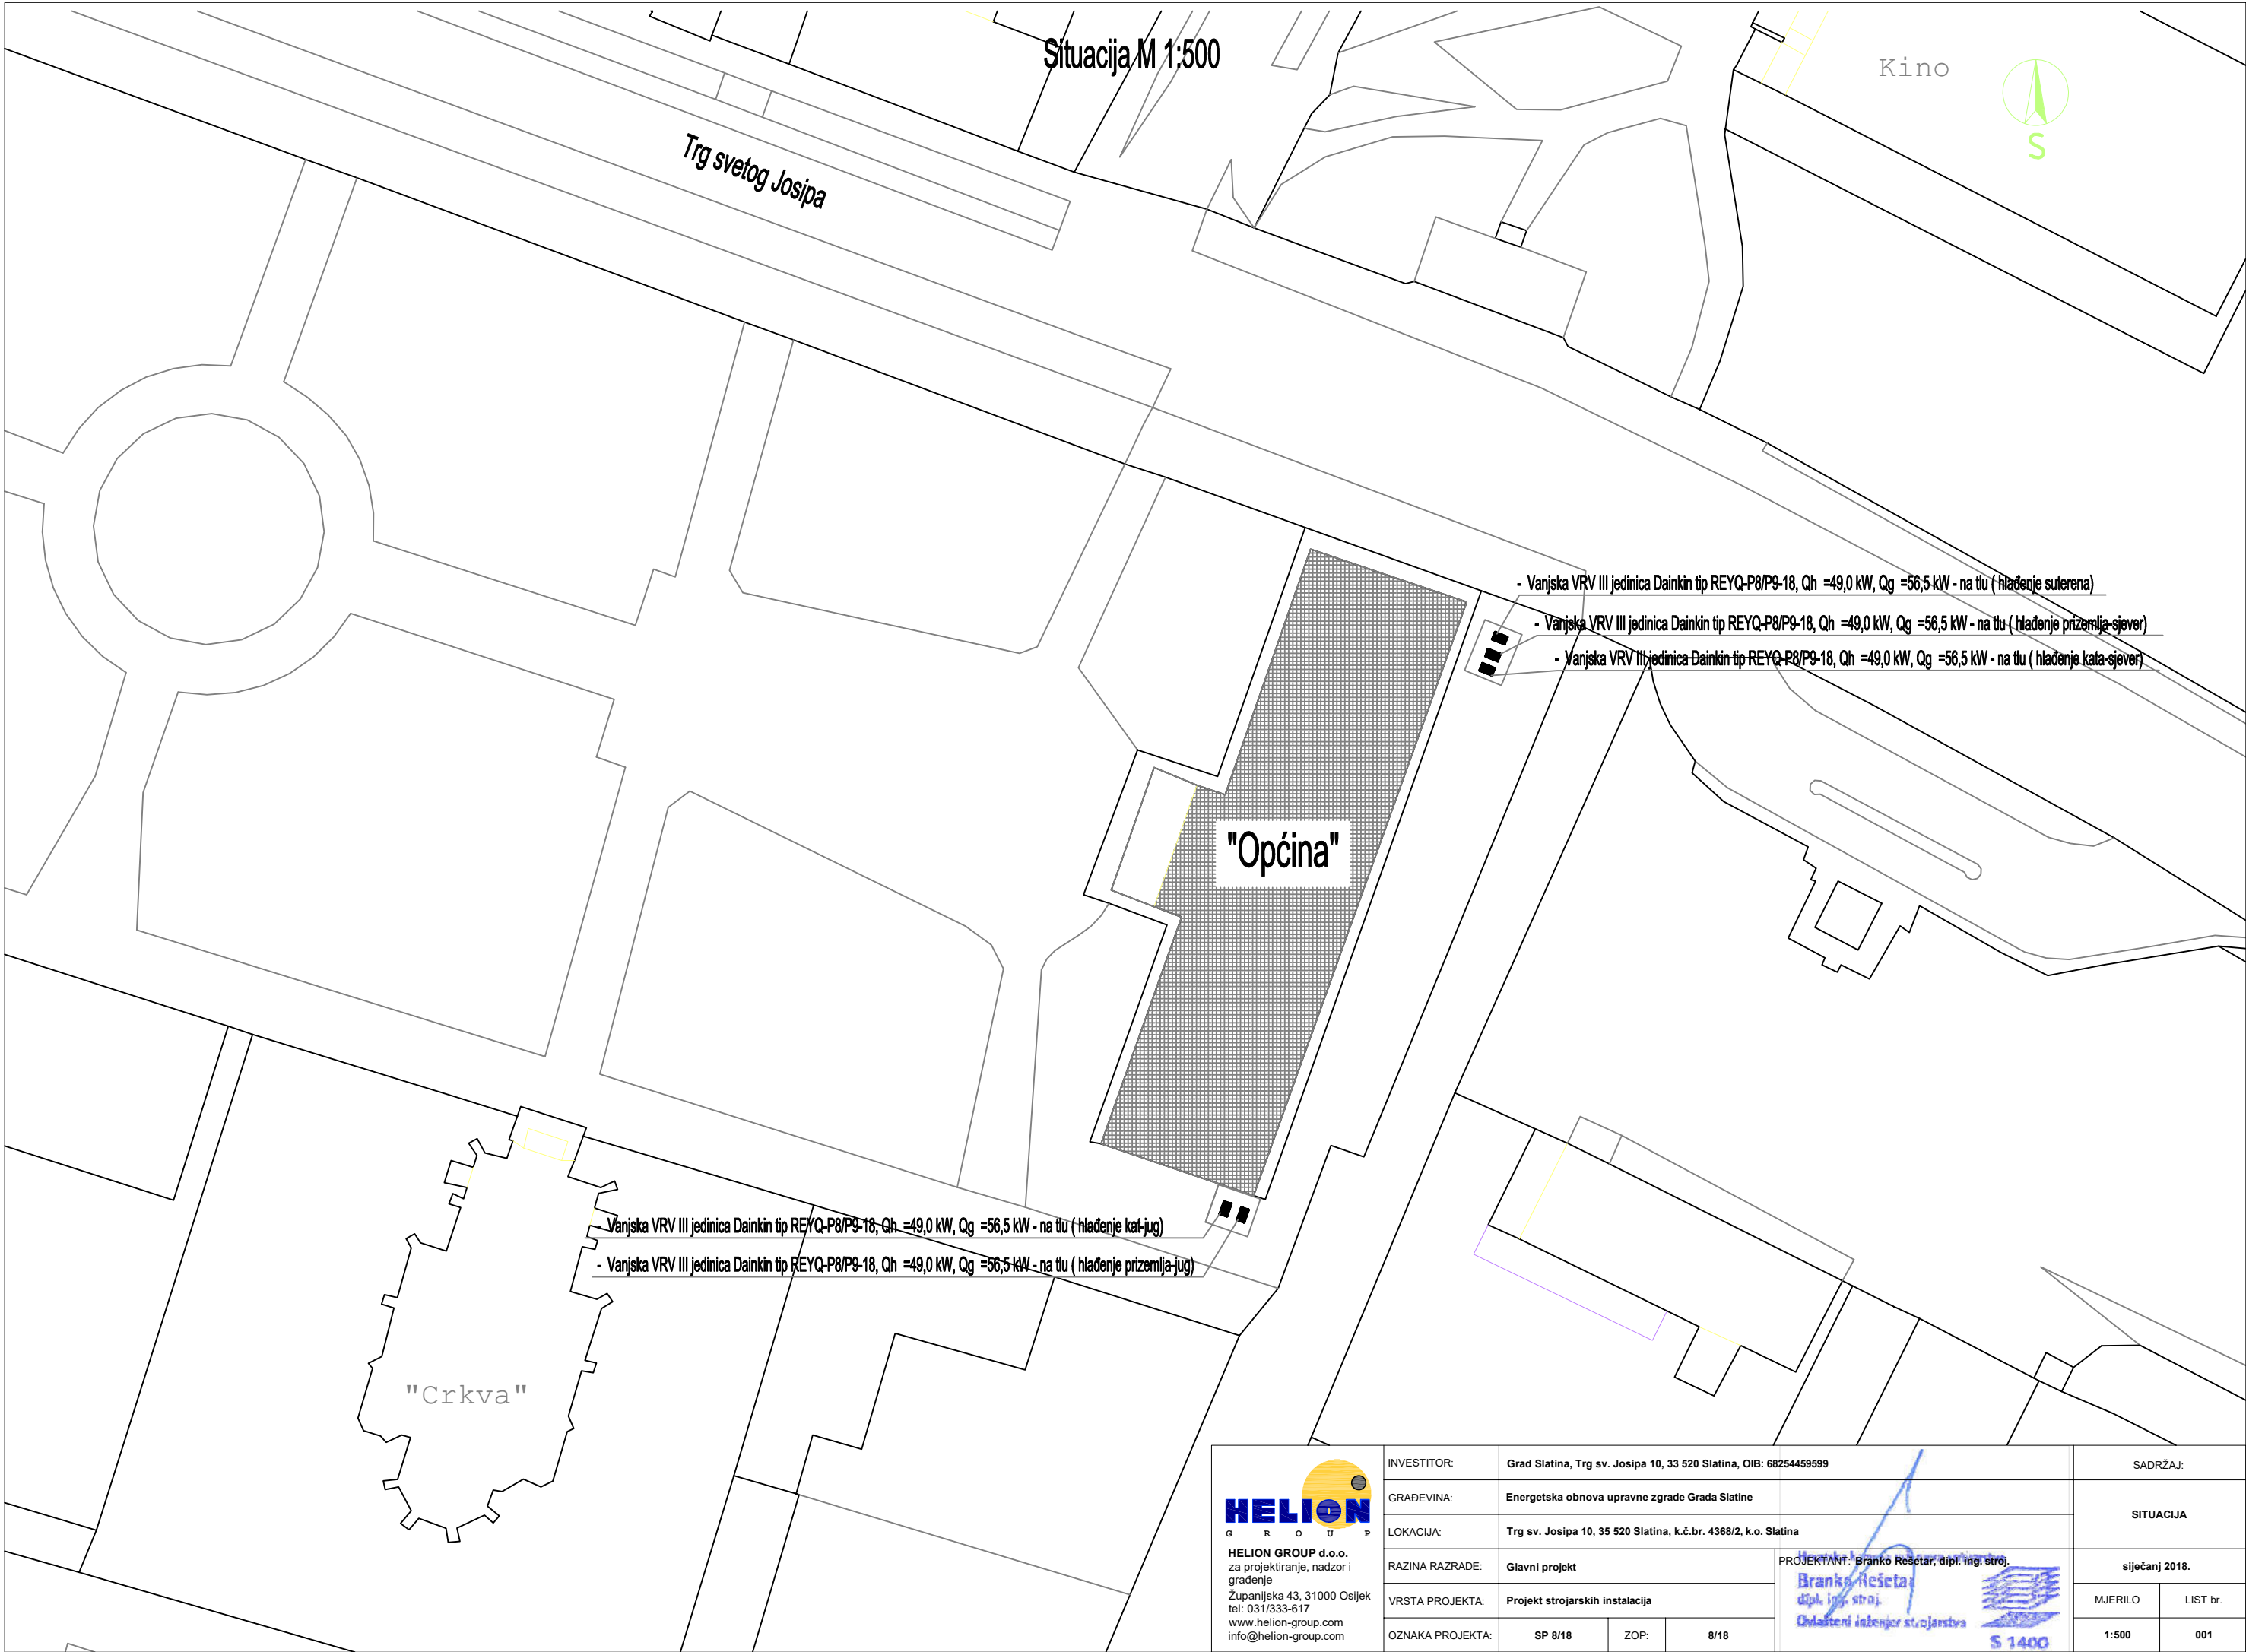 Situacija M 1:500
Kino
S
Trg svetog Josipa
- Vanjska VRV III jedinica Dainkin tip REYQ-P8/P9-18, Qh =49,0 kW, Qg =56,5 kW - na tlu ( hlađenje suterena)
- Vanjska VRV III jedinica Dainkin tip REYQ-P8/P9-18, Qh =49,0 kW, Qg =56,5 kW - na tlu ( hlađenje prizemlja-sjever)
- Vanjska VRV III jedinica Dainkin tip REYQ-P8/P9-18, Qh =49,0 kW, Qg =56,5 kW - na tlu ( hlađenje kata-sjever)
"Općina"
- Vanjska VRV III jedinica Dainkin tip REYQ-P8/P9-18, Qh =49,0 kW, Qg =56,5 kW - na tlu ( hlađenje kat-jug)
- Vanjska VRV III jedinica Dainkin tip REYQ-P8/P9-18, Qh =49,0 kW, Qg =56,5 kW - na tlu ( hlađenje prizemlja-jug)
"Crkva"
HELION
GROUP
HELION GROUP d.o.o.
za projektiranje, nadzor i
građenje
Županijska 43, 31000 Osijek
tel: 031/333-617
www.helion-group.com
info@helion-group.com
INVESTITOR: Grad Slatina, Trg sv. Josipa 10, 33 520 Slatina, OIB: 68254459599
GRAĐEVINA: Energetska obnova upravne zgrade Grada Slatine
LOKACIJA: Trg sv. Josipa 10, 35 520 Slatina, k.č.br. 4368/2, k.o. Slatina
RAZINA RAZRADE: Glavni projekt
VRSTA PROJEKTA: Projekt strojarskih instalacija
OZNAKA PROJEKTA: SP 8/18 ZOP: 8/18
PROJEKTANT: Branko Rešetar, dipl. ing. stroj.
Branko Rešetar
dipl. ing. stroj.
Ovlašteni inženjer strojarstva
S 1400
SADRŽAJ:
SITUACIJA
siječanj 2018.
MJERILO LIST br.
1:500 001